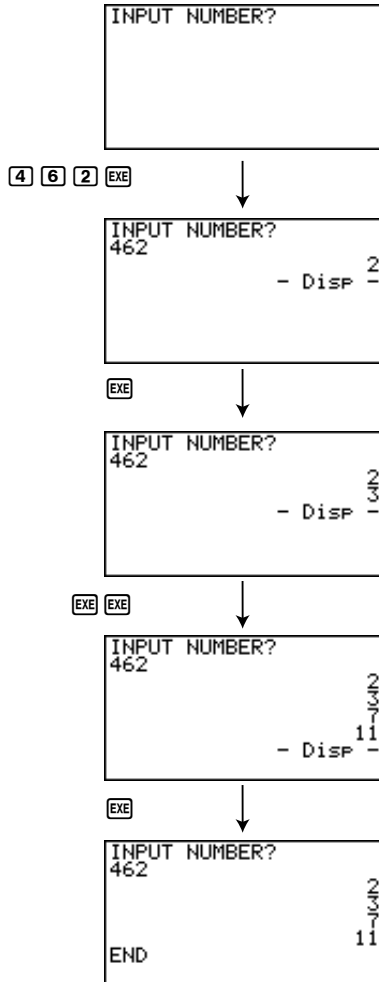 INPUT NUMBER?
4 6 2 EXE
INPUT NUMBER?
462
2
- Disp -
EXE
INPUT NUMBER?
462
2
3
- Disp -
EXE EXE
INPUT NUMBER?
462
2
3
7
11
- Disp -
EXE
INPUT NUMBER?
462
2
3
7
11
END